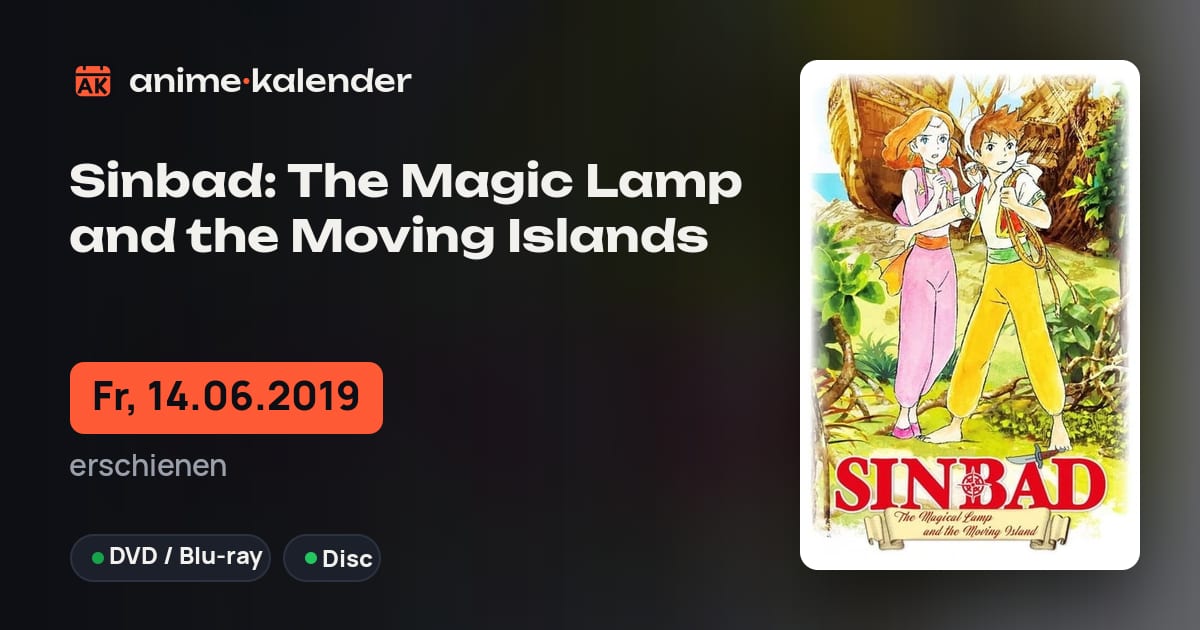 AK
anime·kalender
Sinbad: The Magic Lamp
and the Moving Islands
Fr, 14.06.2019
erschienen
DVD / Blu-ray
Disc
SINBAD
The Magical Lamp
and the Moving Island